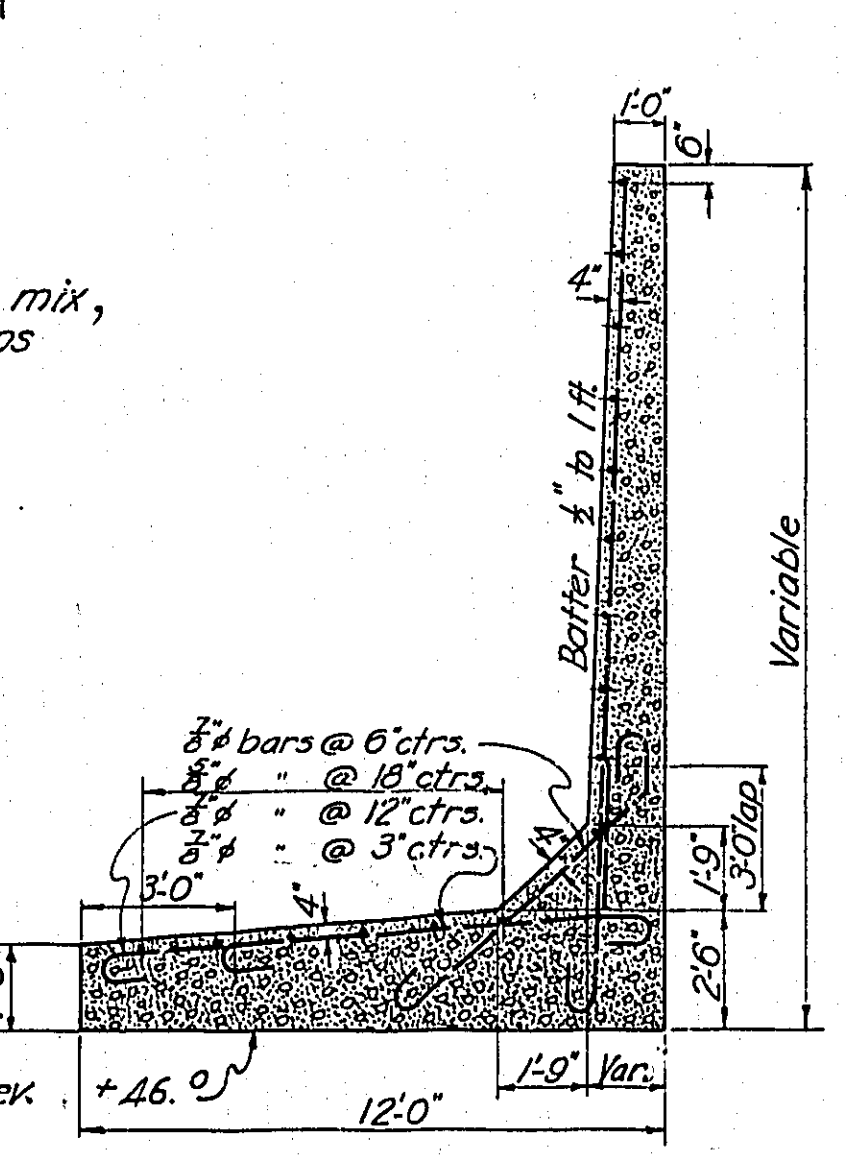 1'-0"
6"
mix,
4"
Batter ½" to 1 ft.
Variable
⅞"ϕ bars @ 6" ctrs.
⅝"ϕ " @ 18" ctrs.
⅞"ϕ " @ 12" ctrs.
⅞"ϕ " @ 3" ctrs.
3'-0"
4"
1'-9"
3'-0" lap
2'-6"
1'-9"
Var.
+46.0
12'-0"